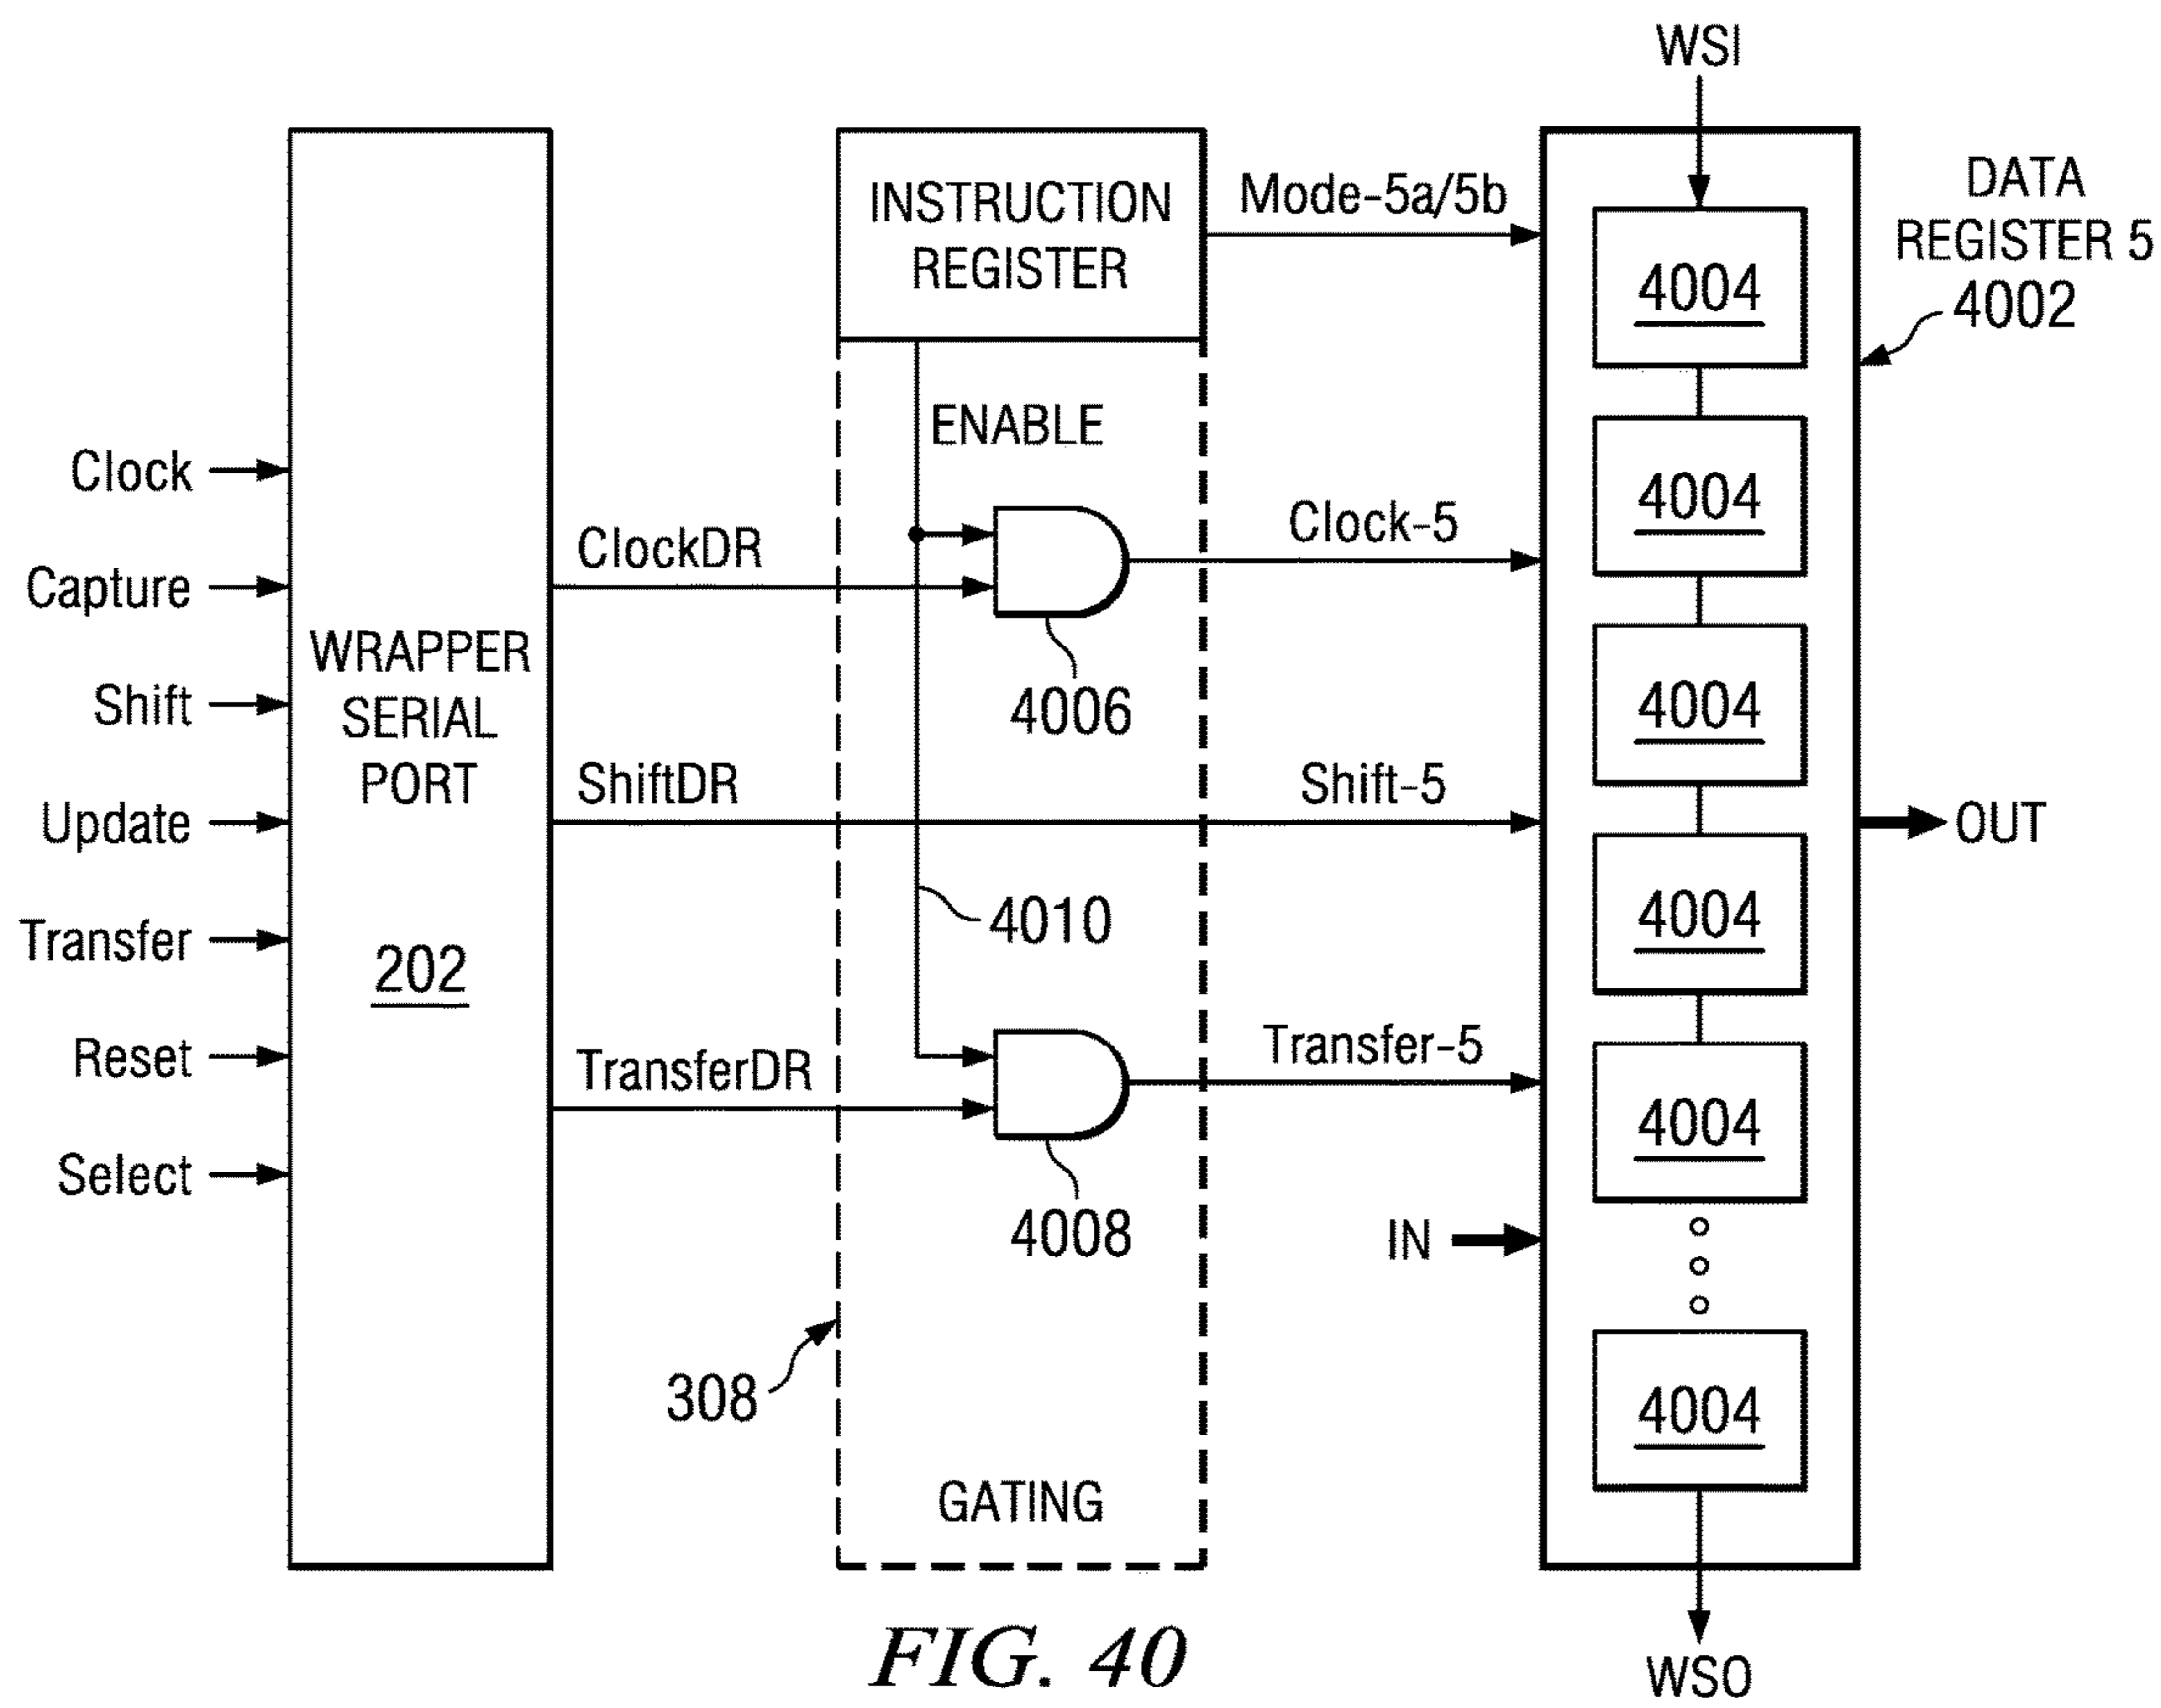 WSI
DATA
REGISTER 5
4002
INSTRUCTION
REGISTER
Mode-5a/5b
ENABLE
Clock
Capture
Shift
Update
Transfer
Reset
Select
WRAPPER
SERIAL
PORT
202
ClockDR
ShiftDR
TransferDR
4006
4010
4008
308
GATING
Clock-5
Shift-5
Transfer-5
IN
4004
4004
4004
4004
4004
4004
OUT
WSO
FIG. 40